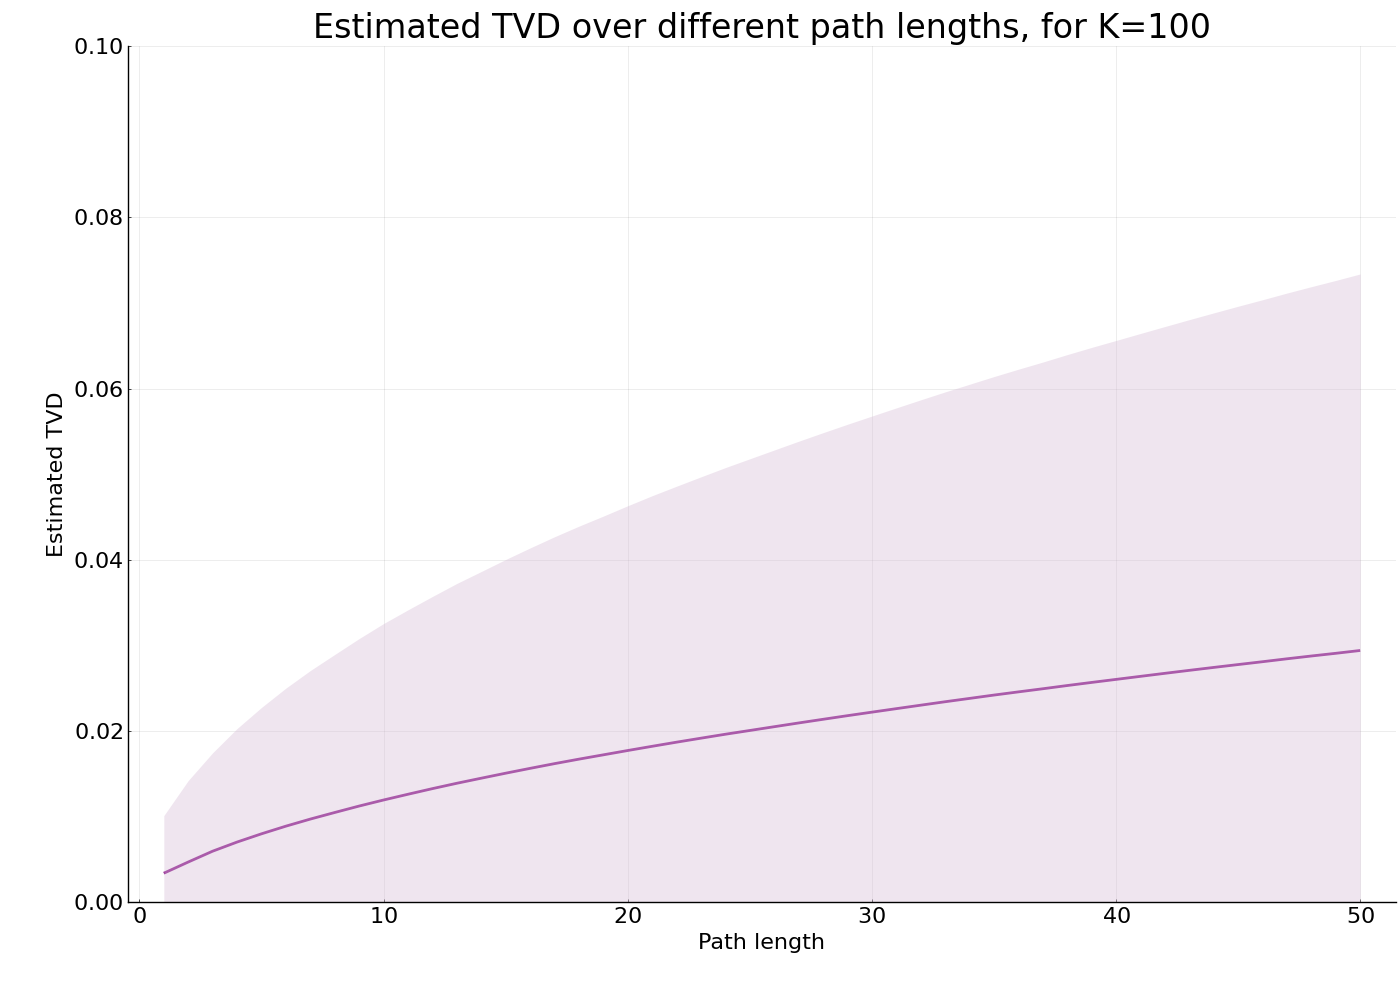 Estimated TVD over different path lengths, for K=100
0.10
0.08
0.06
0.04
0.02
0.00
Estimated TVD
0 10 20 30 40 50
Path length